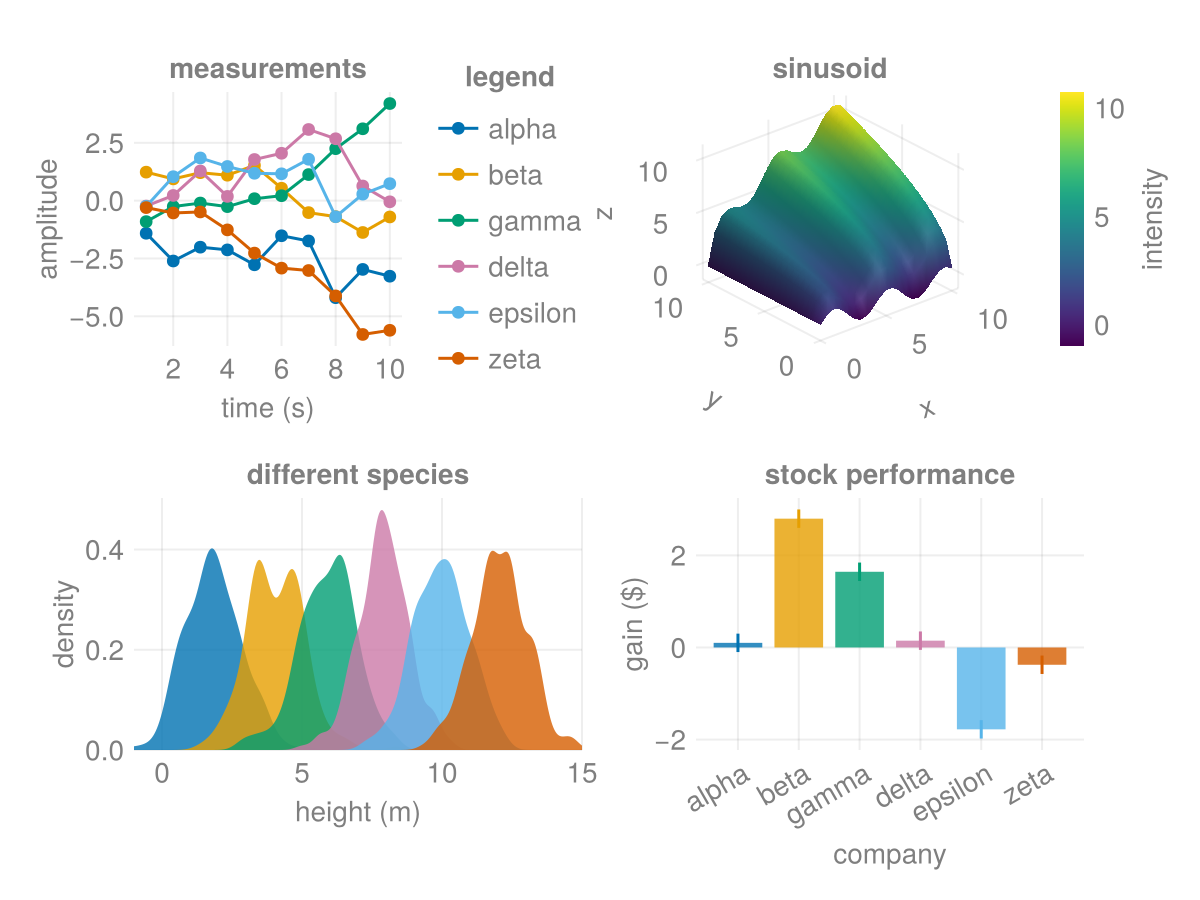 measurements
amplitude
2.5
0.0
−2.5
−5.0
2 4 6 8 10
time (s)
legend
alpha
beta
gamma
delta
epsilon
zeta
sinusoid
z
10
5
0
10
5
0
y
0
5
10
x
10
5
0
intensity
different species
density
0.4
0.2
0.0
0 5 10 15
height (m)
stock performance
gain ($)
2
0
−2
alpha beta gamma delta epsilon zeta
company